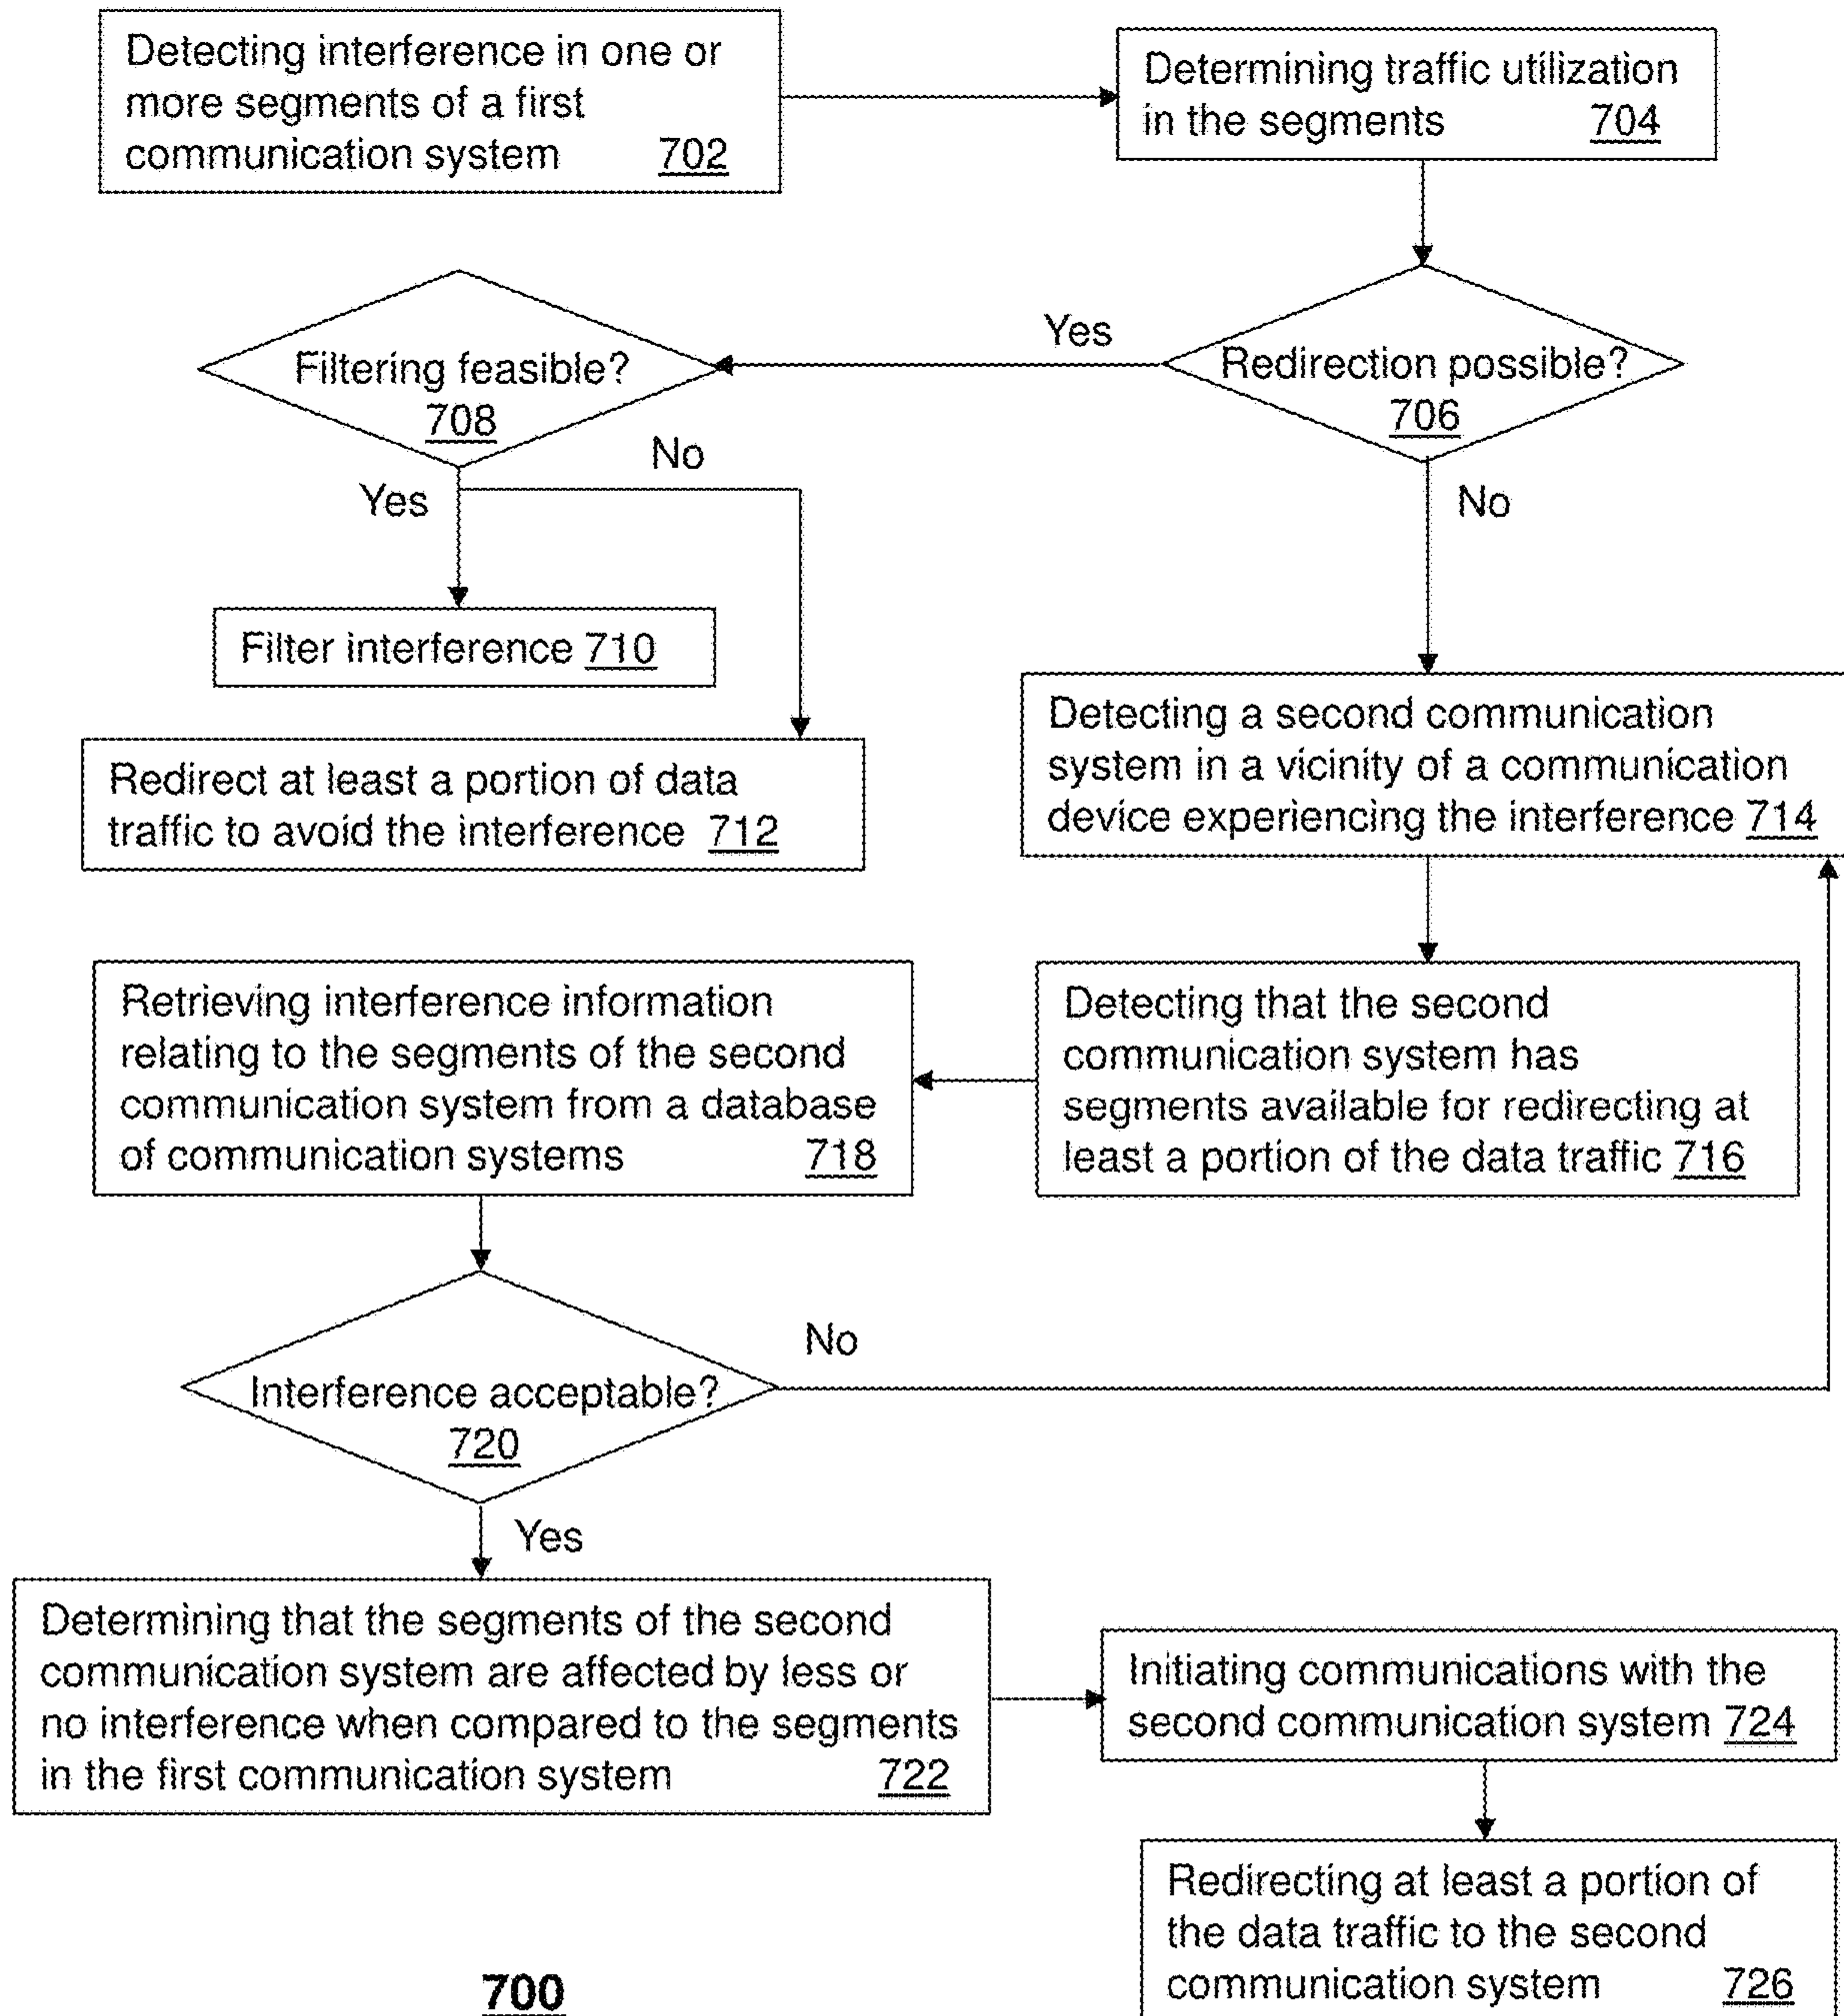 Detecting interference in one or
more segments of a first
communication system 702
Determining traffic utilization
in the segments 704
Redirection possible?
706
Yes
No
Filtering feasible?
708
No
Yes
Filter interference 710
Redirect at least a portion of data
traffic to avoid the interference 712
Detecting a second communication
system in a vicinity of a communication
device experiencing the interference 714
Detecting that the second
communication system has
segments available for redirecting at
least a portion of the data traffic 716
Retrieving interference information
relating to the segments of the second
communication system from a database
of communication systems 718
Interference acceptable?
720
No
Yes
Determining that the segments of the second
communication system are affected by less or
no interference when compared to the segments
in the first communication system 722
Initiating communications with the
second communication system 724
Redirecting at least a portion of
the data traffic to the second
communication system 726
700